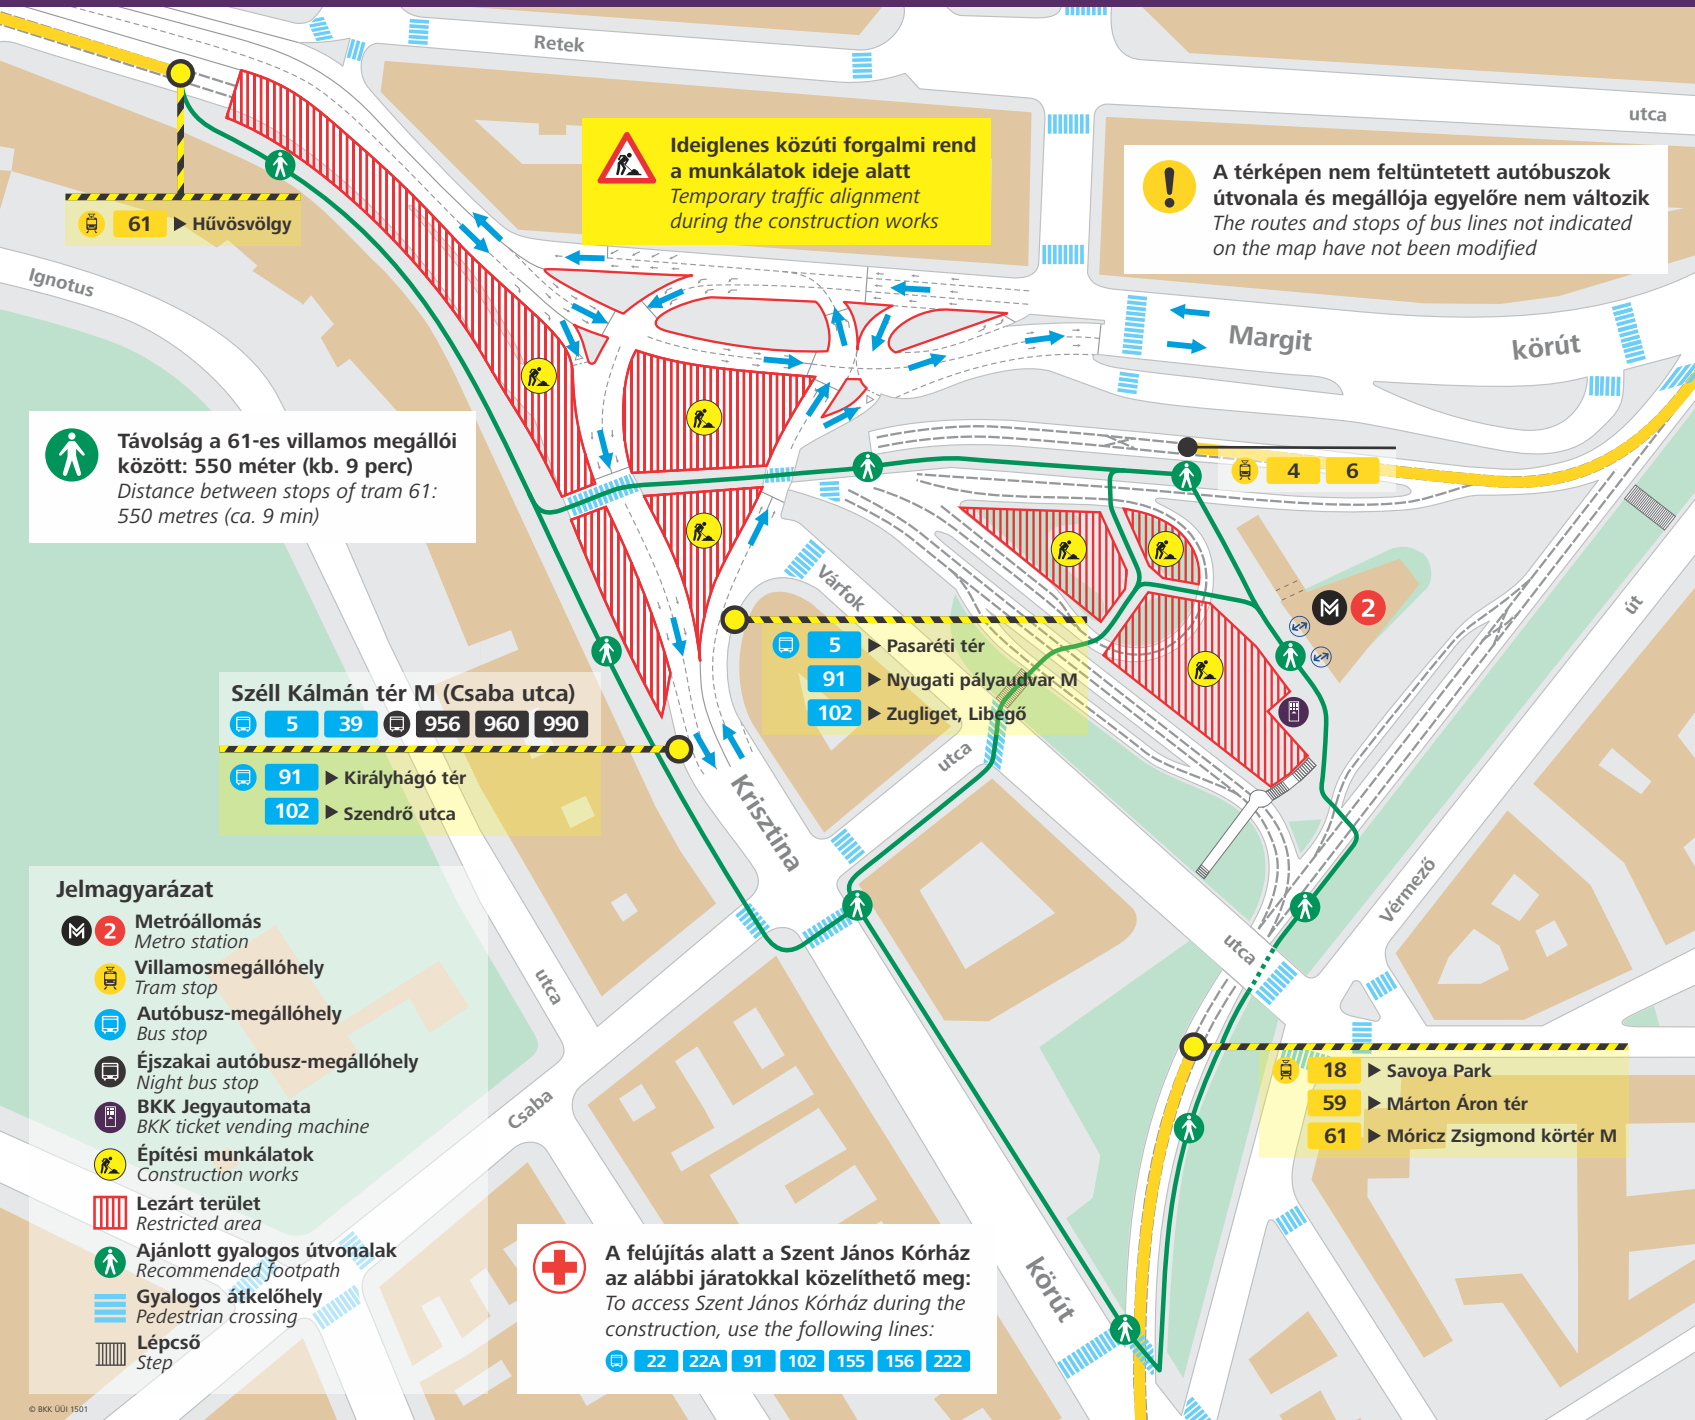 Retek
utca
Ideiglenes közúti forgalmi rend
a munkálatok ideje alatt
Temporary traffic alignment
during the construction works
A térképen nem feltüntetett autóbuszok
útvonala és megállója egyelőre nem változik
The routes and stops of bus lines not indicated
on the map have not been modified
61 Hűvösvölgy
Ignotus
Margit
körút
Távolság a 61-es villamos megállói
között: 550 méter (kb. 9 perc)
Distance between stops of tram 61:
550 metres (ca. 9 min)
4 6
Várfok
M 2
út
5 Pasaréti tér
91 Nyugati pályaudvar M
102 Zugliget, Libegő
Széll Kálmán tér M (Csaba utca)
5 39 956 960 990
91 Királyhágó tér
102 Szendrő utca
utca
Krisztina
Vérmező
utca
utca
Csaba
Jelmagyarázat
M 2 Metróállomás
Metro station
Villamosmegállóhely
Tram stop
Autóbusz-megállóhely
Bus stop
Éjszakai autóbusz-megállóhely
Night bus stop
BKK Jegyautomata
BKK ticket vending machine
Építési munkálatok
Construction works
Lezárt terület
Restricted area
Ajánlott gyalogos útvonalak
Recommended footpath
Gyalogos átkelőhely
Pedestrian crossing
Lépcső
Step
18 Savoya Park
59 Márton Áron tér
61 Móricz Zsigmond körtér M
körút
A felújítás alatt a Szent János Kórház
az alábbi járatokkal közelíthető meg:
To access Szent János Kórház during the
construction, use the following lines:
22 22A 91 102 155 156 222
© BKK ÜÜI 1501